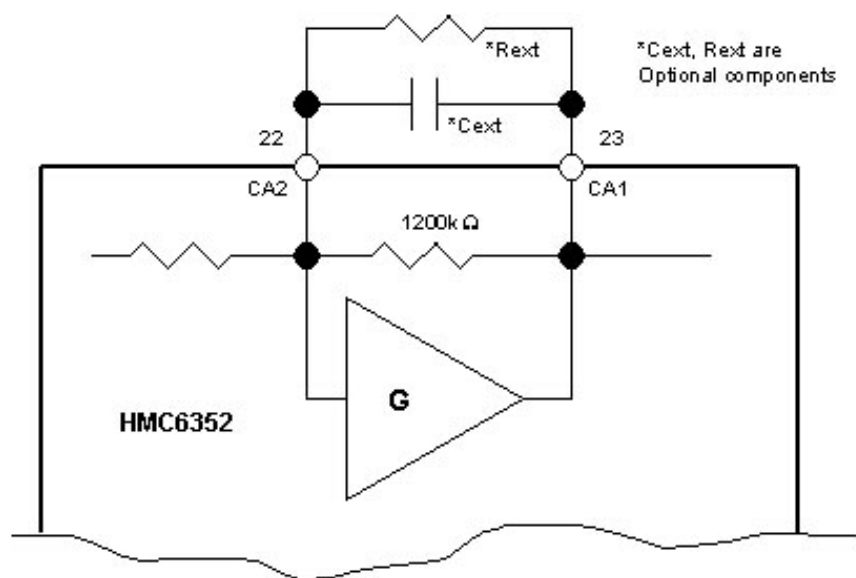 *Rext
*Cext, Rext are
Optional components
*Cext
22
23
CA2
CA1
1200k Ω
G
HMC6352